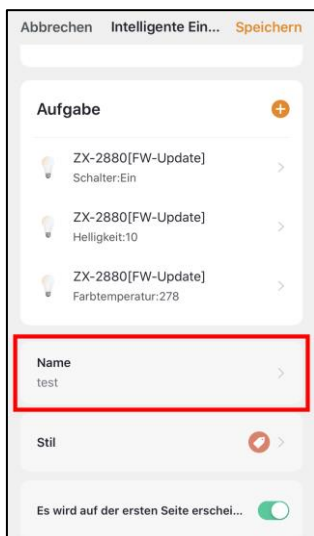 Abbrechen Intelligente Ein... Speichern
Aufgabe
ZX-2880[FW-Update]
Schalter:Ein
ZX-2880[FW-Update]
Helligkeit:10
ZX-2880[FW-Update]
Farbtemperatur:278
Name
test
Stil
Es wird auf der ersten Seite erschei...